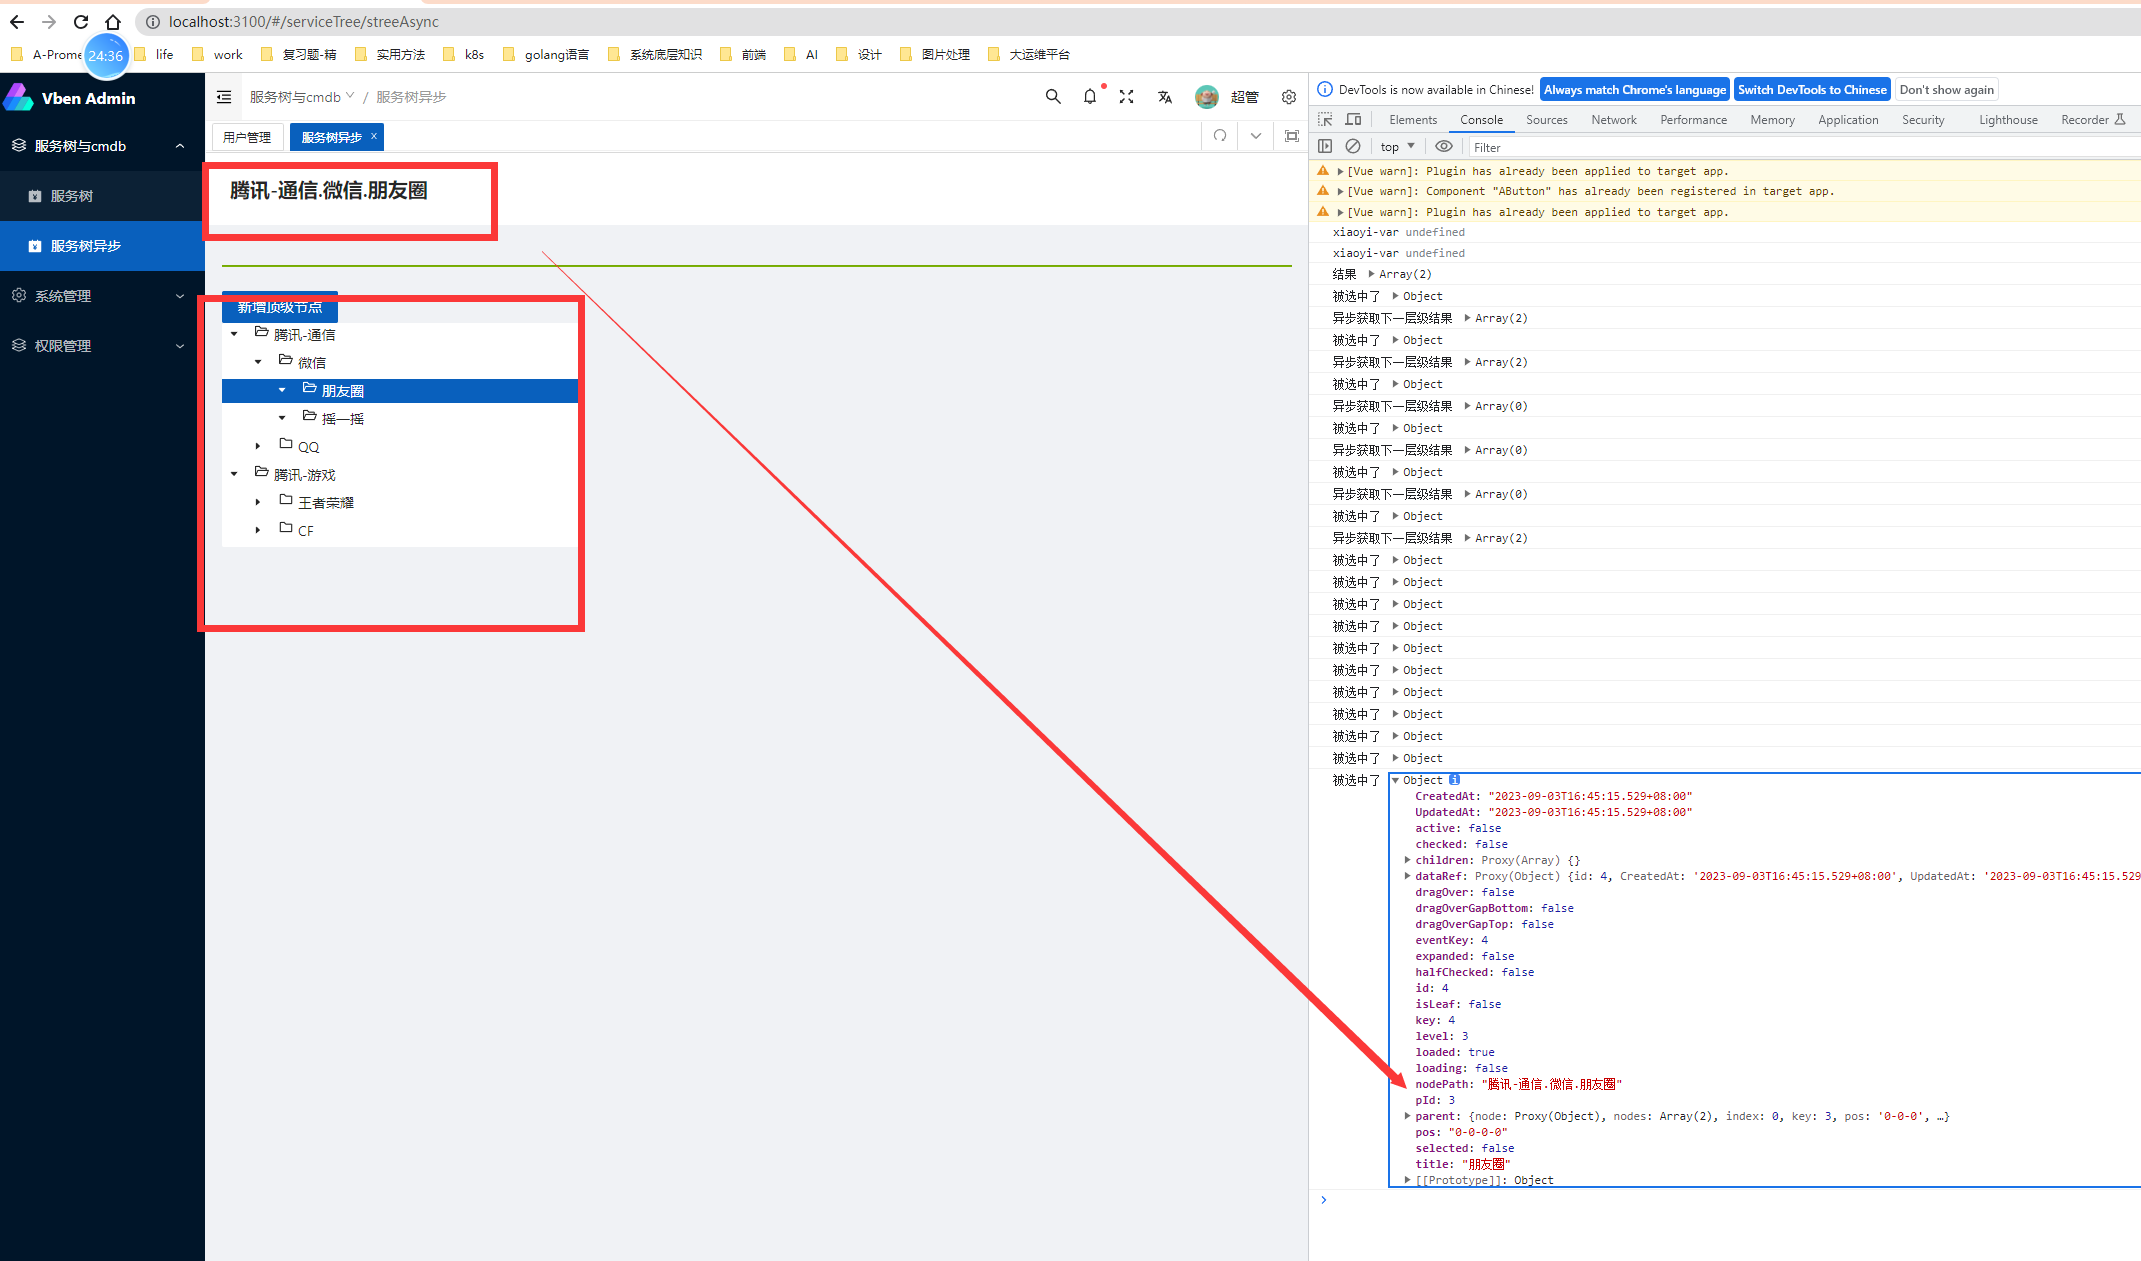 localhost:3100/#/serviceTree/streeAsync
A-Prome
24:36
life
work
复习题-精
实用方法
k8s
golang语言
系统底层知识
前端
AI
设计
图片处理
大运维平台
Vben Admin
服务树与cmdb
服务树
服务树异步
系统管理
权限管理
服务树与cmdb / 服务树异步
超管
用户管理
服务树异步 ×
腾讯-通信.微信.朋友圈
新增顶级节点
腾讯-通信
微信
朋友圈
摇一摇
QQ
腾讯-游戏
王者荣耀
CF
DevTools is now available in Chinese! Always match Chrome's language Switch DevTools to Chinese Don't show again
Elements Console Sources Network Performance Memory Application Security Lighthouse Recorder
top Filter
[Vue warn]: Plugin has already been applied to target app.
[Vue warn]: Component "AButton" has already been registered in target app.
[Vue warn]: Plugin has already been applied to target app.
xiaoyi-var undefined
xiaoyi-var undefined
结果 Array(2)
被选中了 Object
异步获取下一层级结果 Array(2)
被选中了 Object
异步获取下一层级结果 Array(2)
被选中了 Object
异步获取下一层级结果 Array(0)
被选中了 Object
异步获取下一层级结果 Array(0)
被选中了 Object
异步获取下一层级结果 Array(0)
被选中了 Object
异步获取下一层级结果 Array(2)
被选中了 Object
被选中了 Object
被选中了 Object
被选中了 Object
被选中了 Object
被选中了 Object
被选中了 Object
被选中了 Object
被选中了 Object
被选中了 Object
被选中了 Object
CreatedAt: "2023-09-03T16:45:15.529+08:00"
UpdatedAt: "2023-09-03T16:45:15.529+08:00"
active: false
checked: false
children: Proxy(Array) {}
dataRef: Proxy(Object) {id: 4, CreatedAt: '2023-09-03T16:45:15.529+08:00', UpdatedAt: '2023-09-03T16:45:15.529
dragOver: false
dragOverGapBottom: false
dragOverGapTop: false
eventKey: 4
expanded: false
halfChecked: false
id: 4
isLeaf: false
key: 4
level: 3
loaded: true
loading: false
nodePath: "腾讯-通信.微信.朋友圈"
pId: 3
parent: {node: Proxy(Object), nodes: Array(2), index: 0, key: 3, pos: '0-0-0', …}
pos: "0-0-0-0"
selected: false
title: "朋友圈"
[[Prototype]]: Object